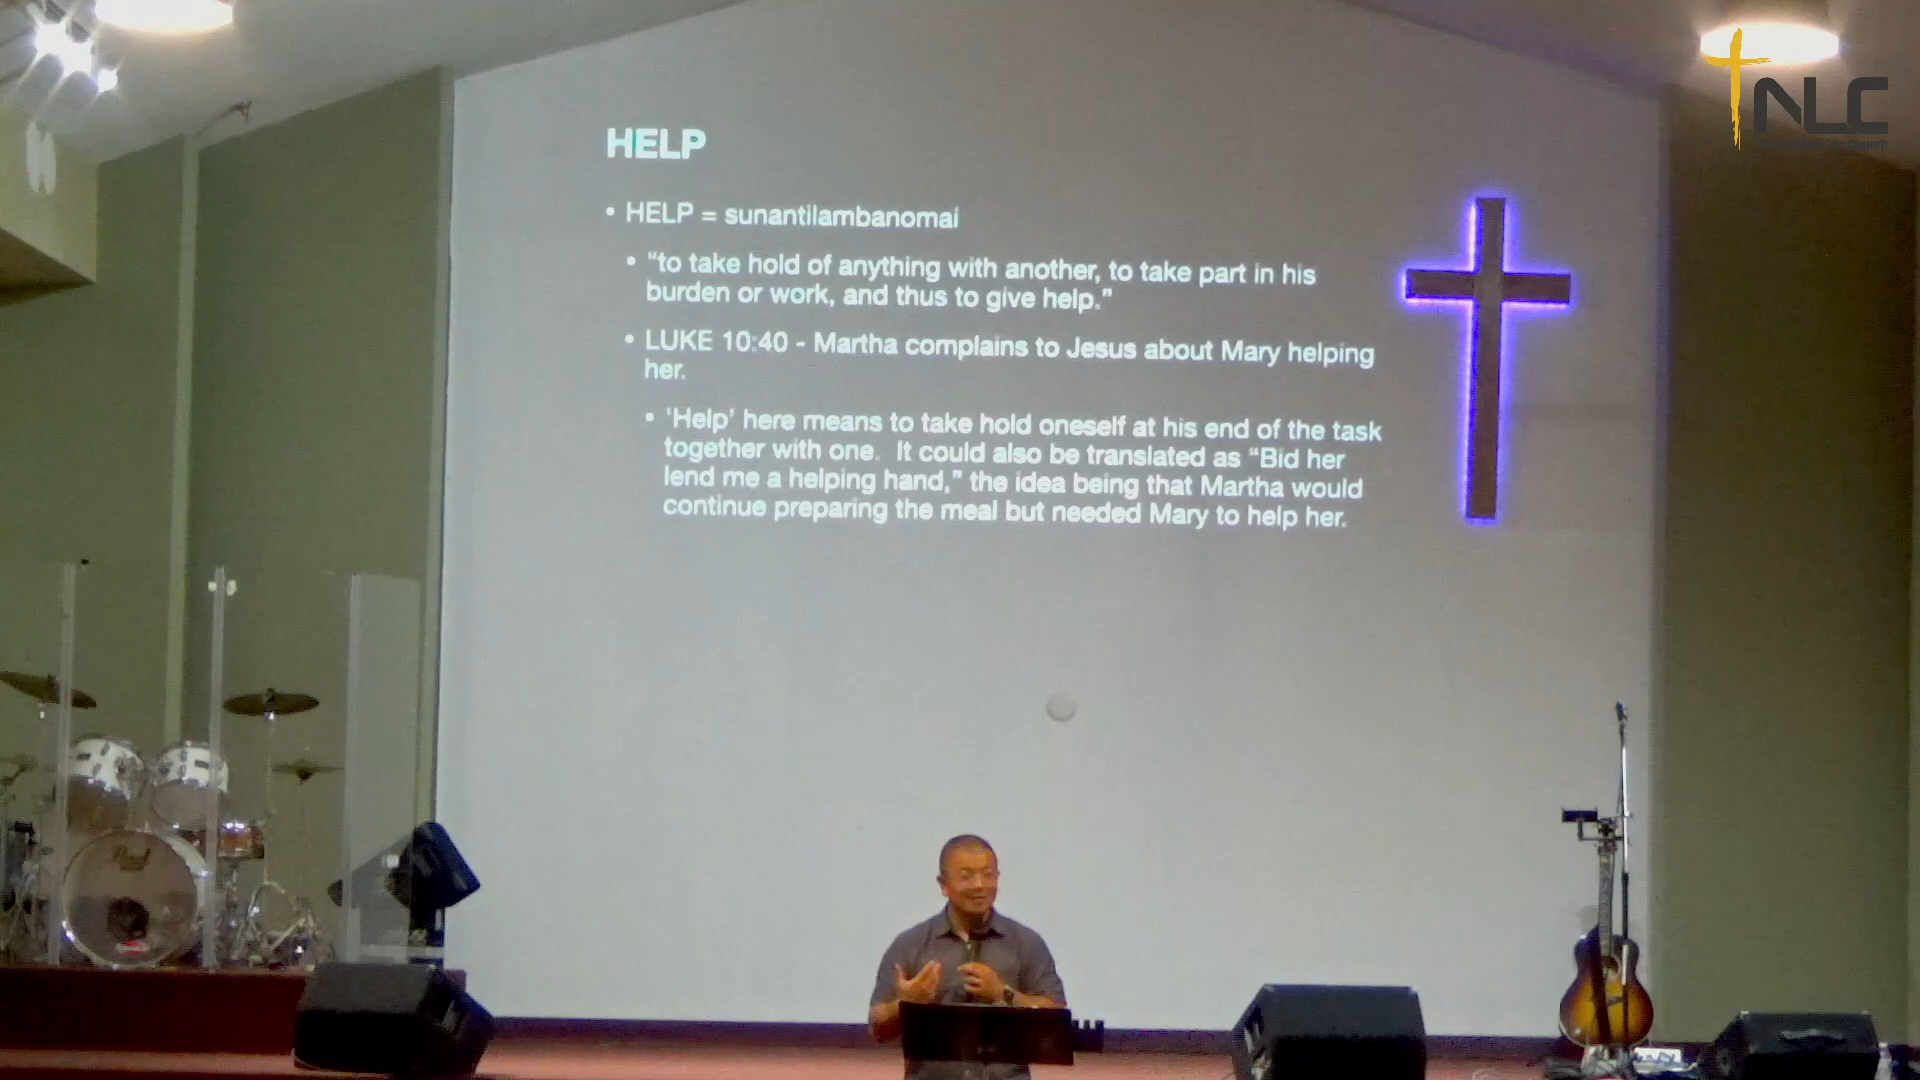 NLC
HELP
• HELP = sunantilambanomai
• “to take hold of anything with another, to take part in his
burden or work, and thus to give help.”
• LUKE 10:40 - Martha complains to Jesus about Mary helping
her.
• 'Help' here means to take hold oneself at his end of the task
together with one. It could also be translated as “Bid her
lend me a helping hand,” the idea being that Martha would
continue preparing the meal but needed Mary to help her.
Pearl